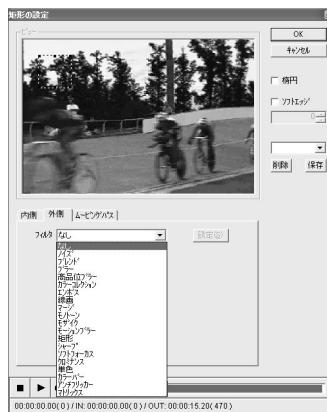 矩形の設定
ビュー
OK
キャンセル
楕円
ソフトエッジ
0
削除
保存
内側
外側
ムービングパス
フィルタ
なし
設定(S)
なし
ノイズ
ブレンド
ブラー
高品位ブラー
カラーコレクション
エンボス
線画
マージ
モノトーン
モザイク
モーションブラー
矩形
シャープ
ソフトフォーカス
クロミナンス
単色
カラーバー
アンチフリッカー
マトリックス
00:00:00.00( 0 ) / IN: 00:00:00.00( 0 ) / OUT: 00:00:15.20( 470 )